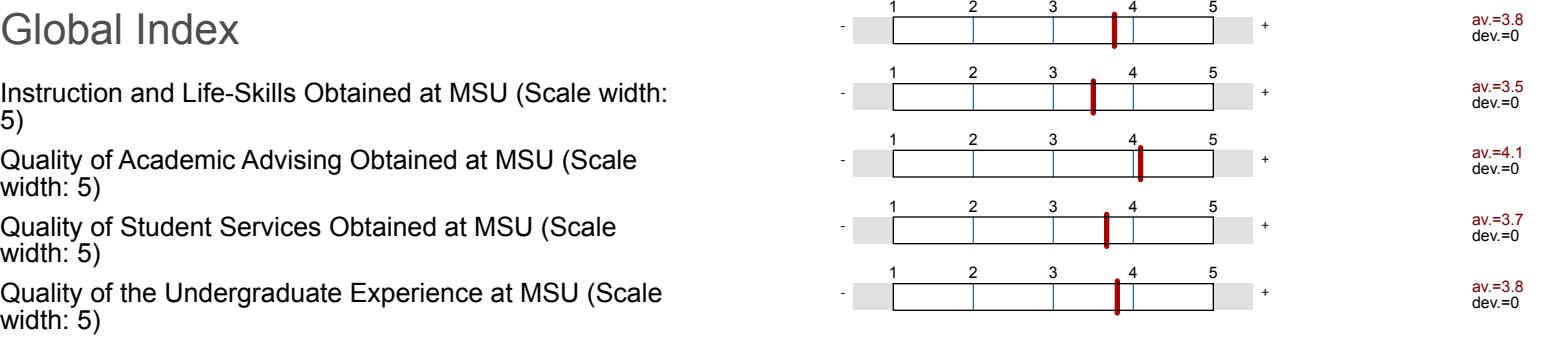 Global Index
1 2 3 4 5
- +
av.=3.8
dev.=0
Instruction and Life-Skills Obtained at MSU (Scale width:
5)
1 2 3 4 5
- +
av.=3.5
dev.=0
Quality of Academic Advising Obtained at MSU (Scale
width: 5)
1 2 3 4 5
- +
av.=4.1
dev.=0
Quality of Student Services Obtained at MSU (Scale
width: 5)
1 2 3 4 5
- +
av.=3.7
dev.=0
Quality of the Undergraduate Experience at MSU (Scale
width: 5)
1 2 3 4 5
- +
av.=3.8
dev.=0